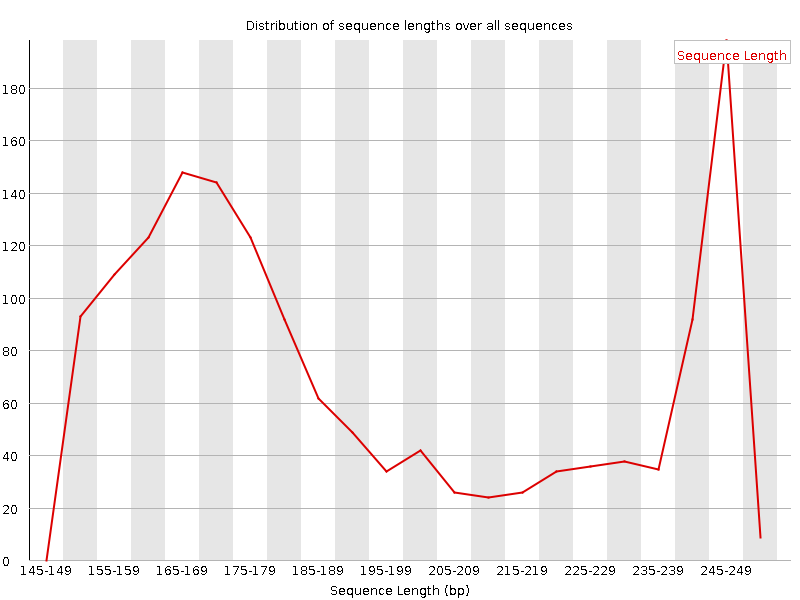 Distribution of sequence lengths over all sequences
Sequence Length
180
160
140
120
100
80
60
40
20
0
145-149 155-159 165-169 175-179 185-189 195-199 205-209 215-219 225-229 235-239 245-249
Sequence Length (bp)